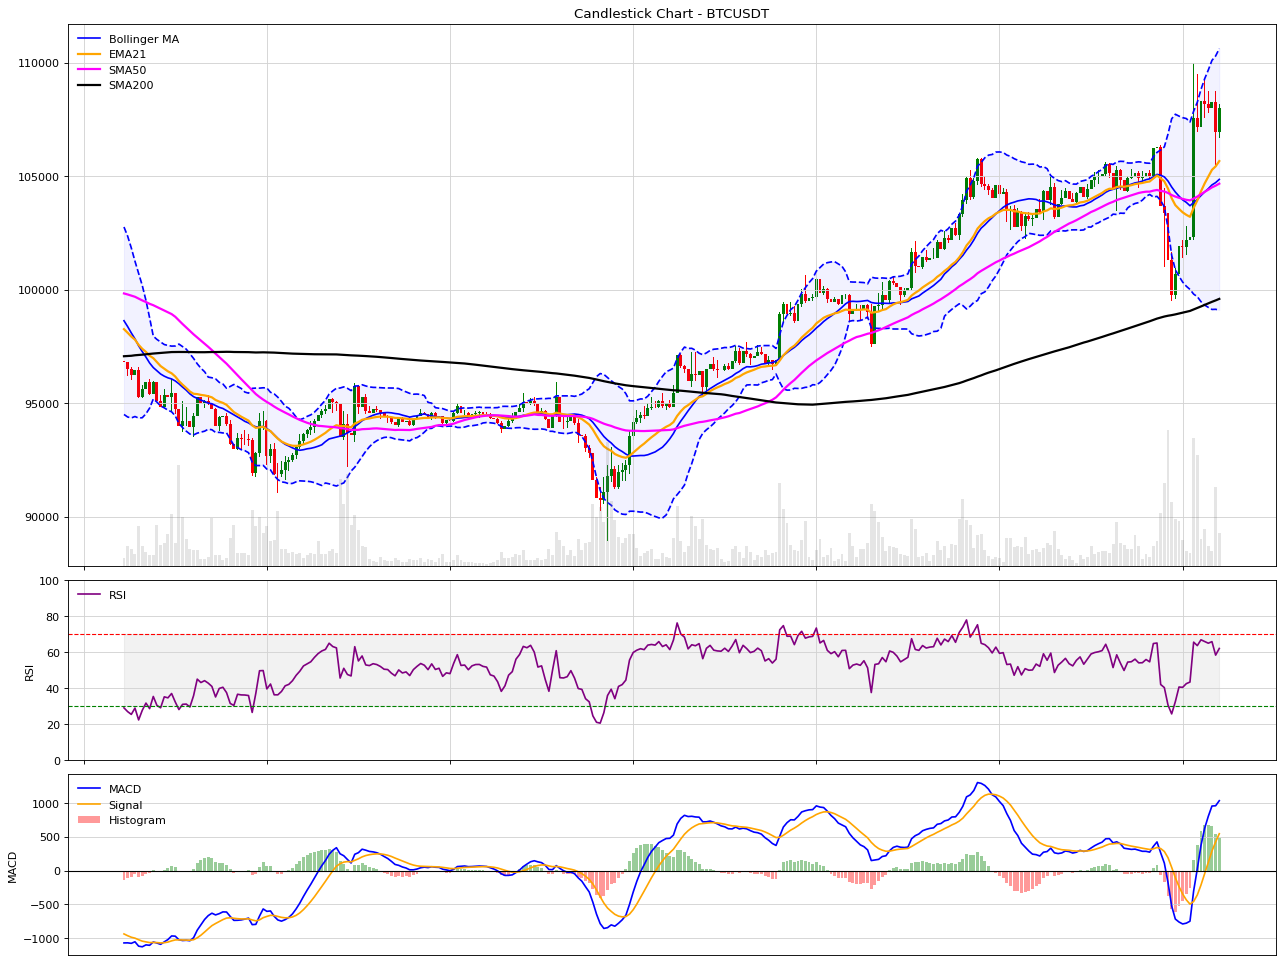 Candlestick Chart - BTCUSDT
Bollinger MA
EMA21
SMA50
SMA200
110000
105000
100000
95000
90000
RSI
100
80
60
40
20
0
RSI
MACD
Signal
Histogram
1000
500
0
−500
−1000
MACD